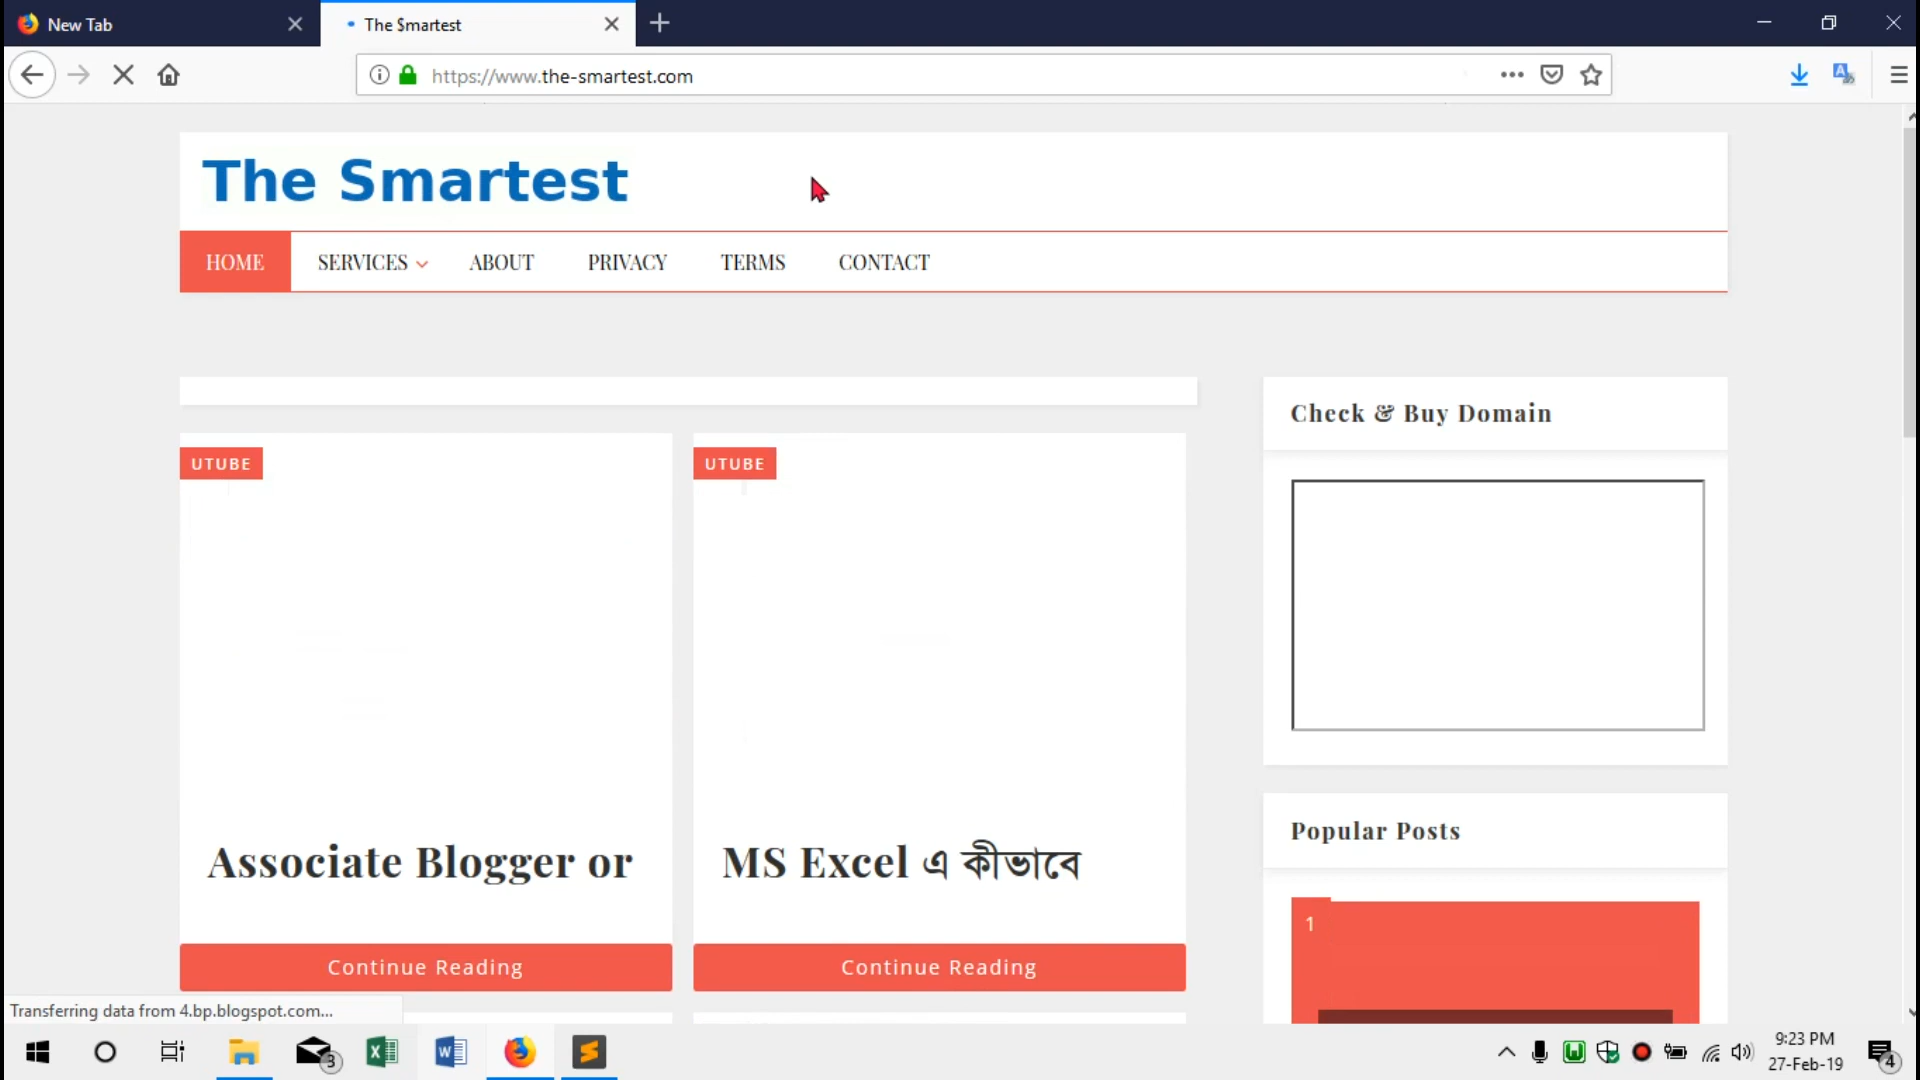 New Tab
The $martest
https://www.the-smartest.com
The Smartest
HOME
SERVICES
ABOUT
PRIVACY
TERMS
CONTACT
Check & Buy Domain
UTUBE
UTUBE
Associate Blogger or
MS Excel এ কীভাবে
Popular Posts
1
Continue Reading
Continue Reading
Transferring data from 4.bp.blogspot.com...
3
9:23 PM
27-Feb-19
4